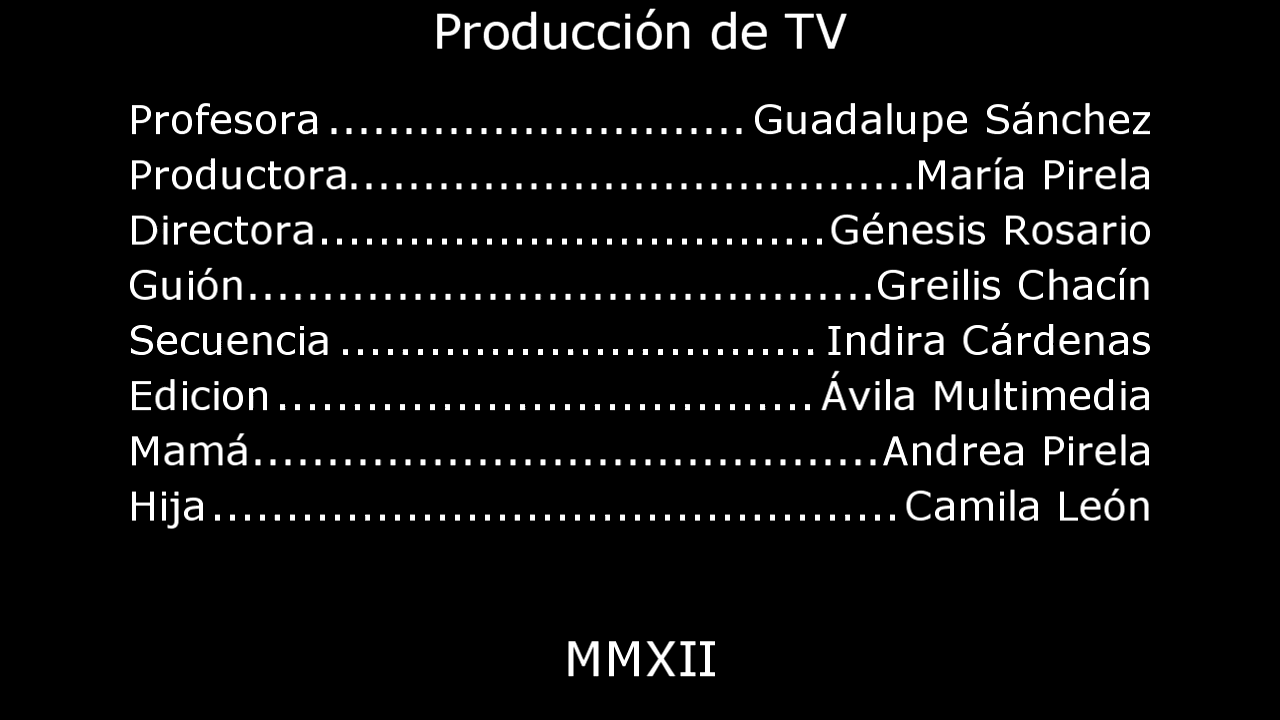 Producción de TV
Profesora ............................ Guadalupe Sánchez
Productora......................................María Pirela
Directora..................................Génesis Rosario
Guión..........................................Greilis Chacín
Secuencia ................................ Indira Cárdenas
Edicion .................................... Ávila Multimedia
Mamá..........................................Andrea Pirela
Hija .............................................. Camila León
MMXII